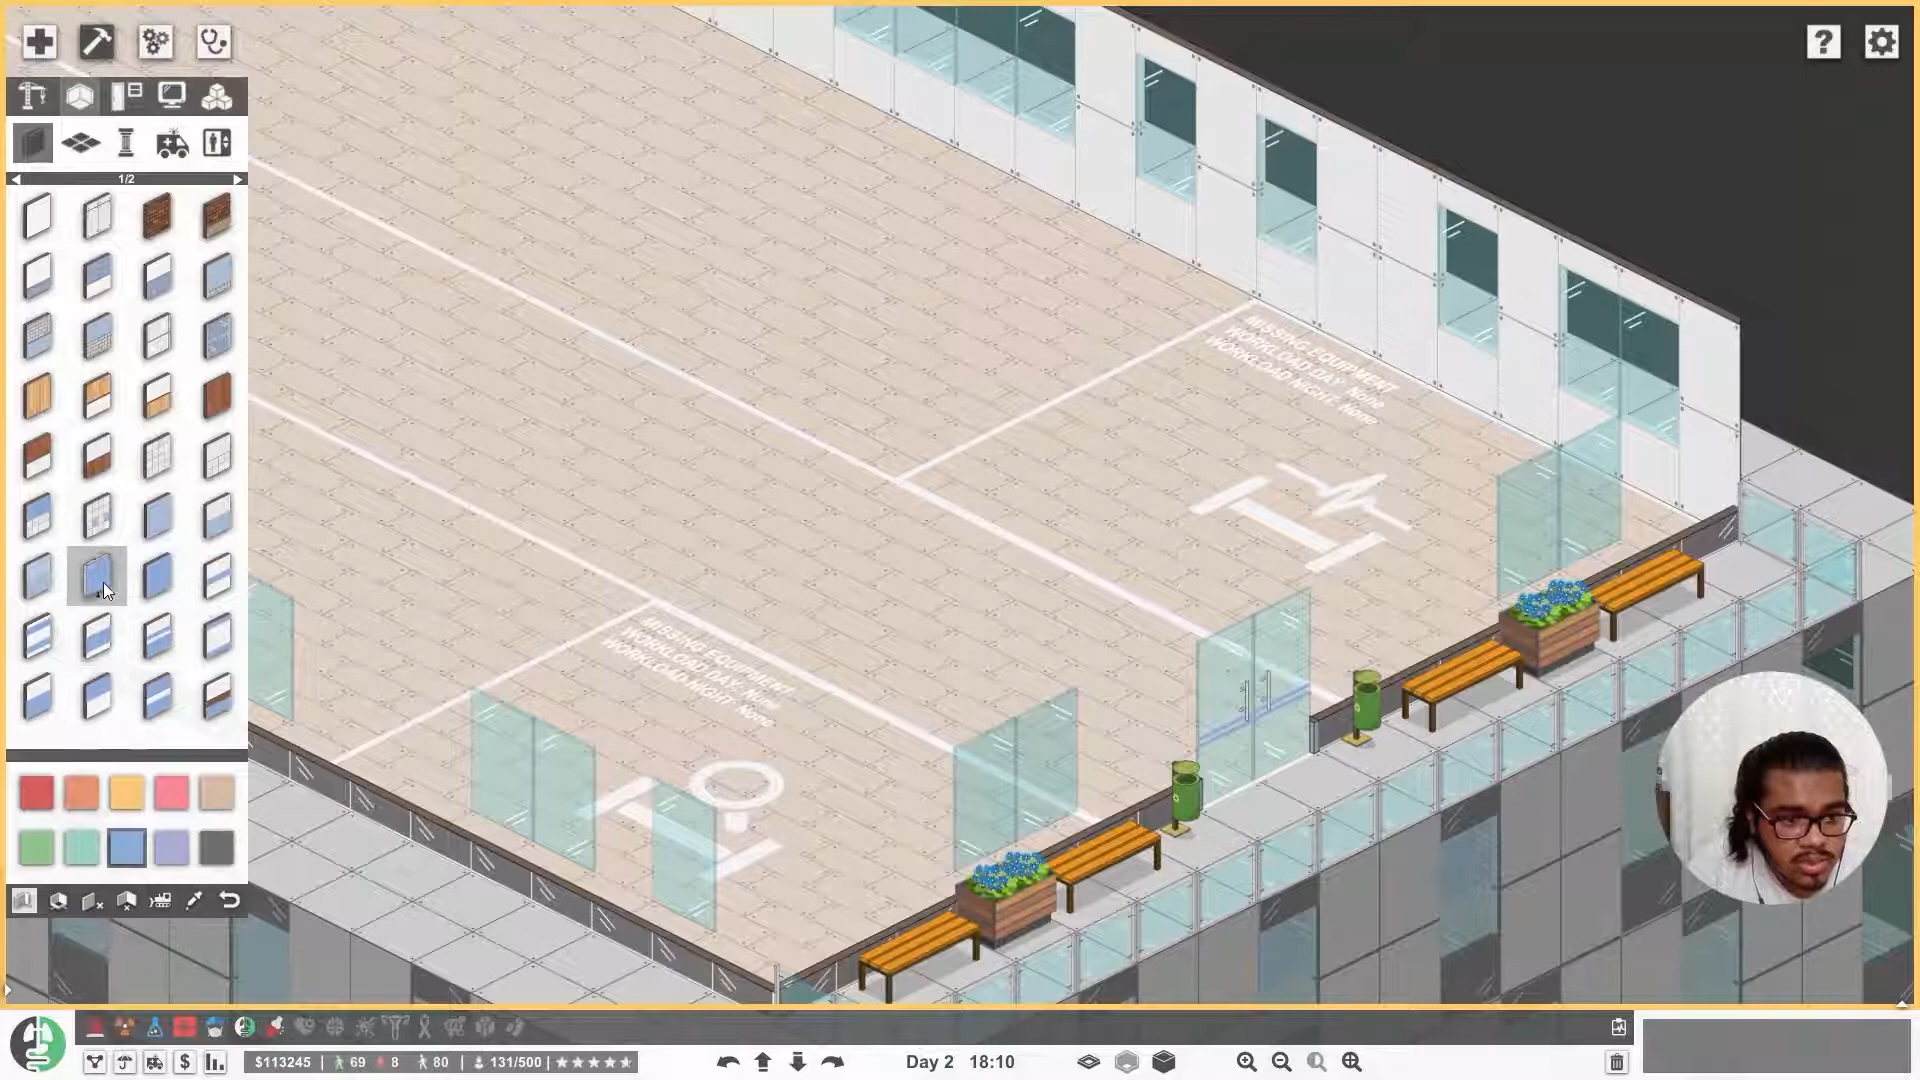 1/2
MISSING EQUIPMENT
WORKLOAD DAY: None
WORKLOAD NIGHT: None
MISSING EQUIPMENT
WORKLOAD DAY: None
WORKLOAD NIGHT: None
?
$
$113245 | 69 8 | 80 | 131/500 |
Day 2 18:10